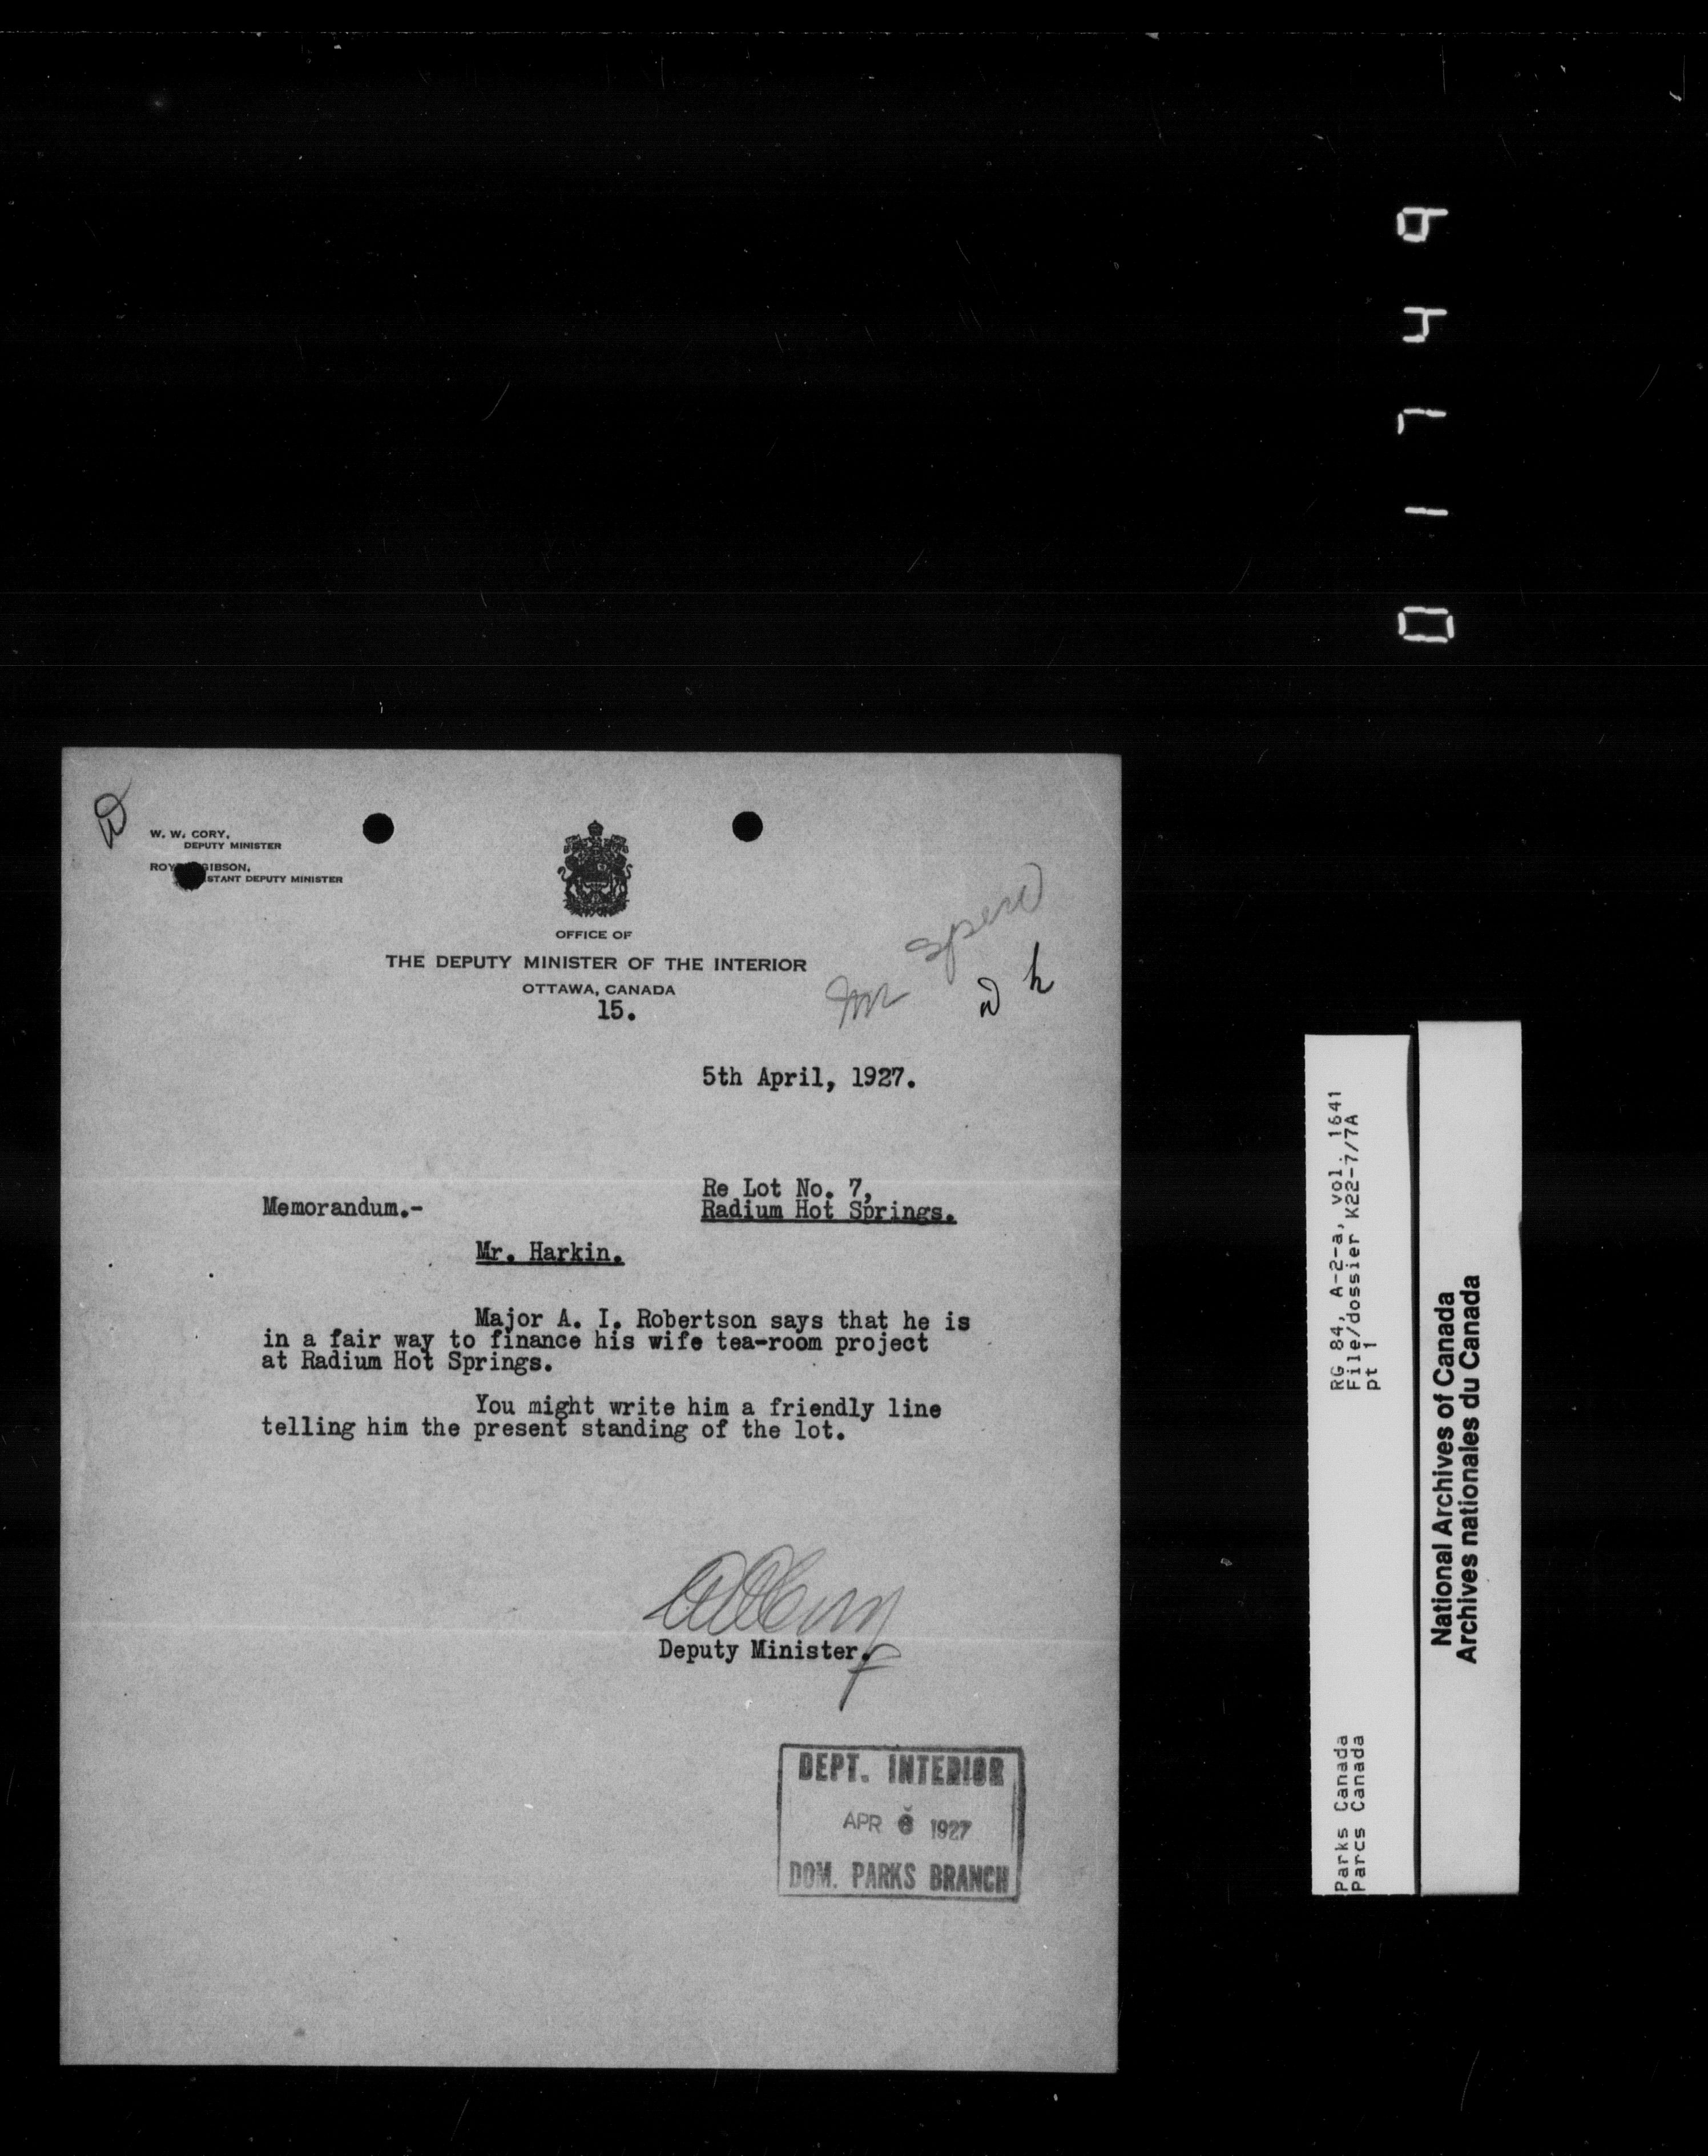 W. W. CORY,
DEPUTY MINISTER
ROY GIBSON,
STANT DEPUTY MINISTER
OFFICE OF
THE DEPUTY MINISTER OF THE INTERIOR
OTTAWA, CANADA
15.
Mr
5th April, 1927.
Re Lot No. 7,
Radium Hot Springs.
Memorandum.-
Mr. Harkin.
Major A. I. Robertson says that he is
in a fair way to finance his wife tea-room project
at Radium Hot Springs.
You might write him a friendly line
telling him the present standing of the lot.
WWCory
Deputy Minister.
DEPT. INTERIOR
APR 6 1927
DOM. PARKS BRANCH
RG 84, A-2-a, vol. 1641
File/dossier K22-7/7A
pt 1
Parks Canada
Parcs Canada
National Archives of Canada
Archives nationales du Canada